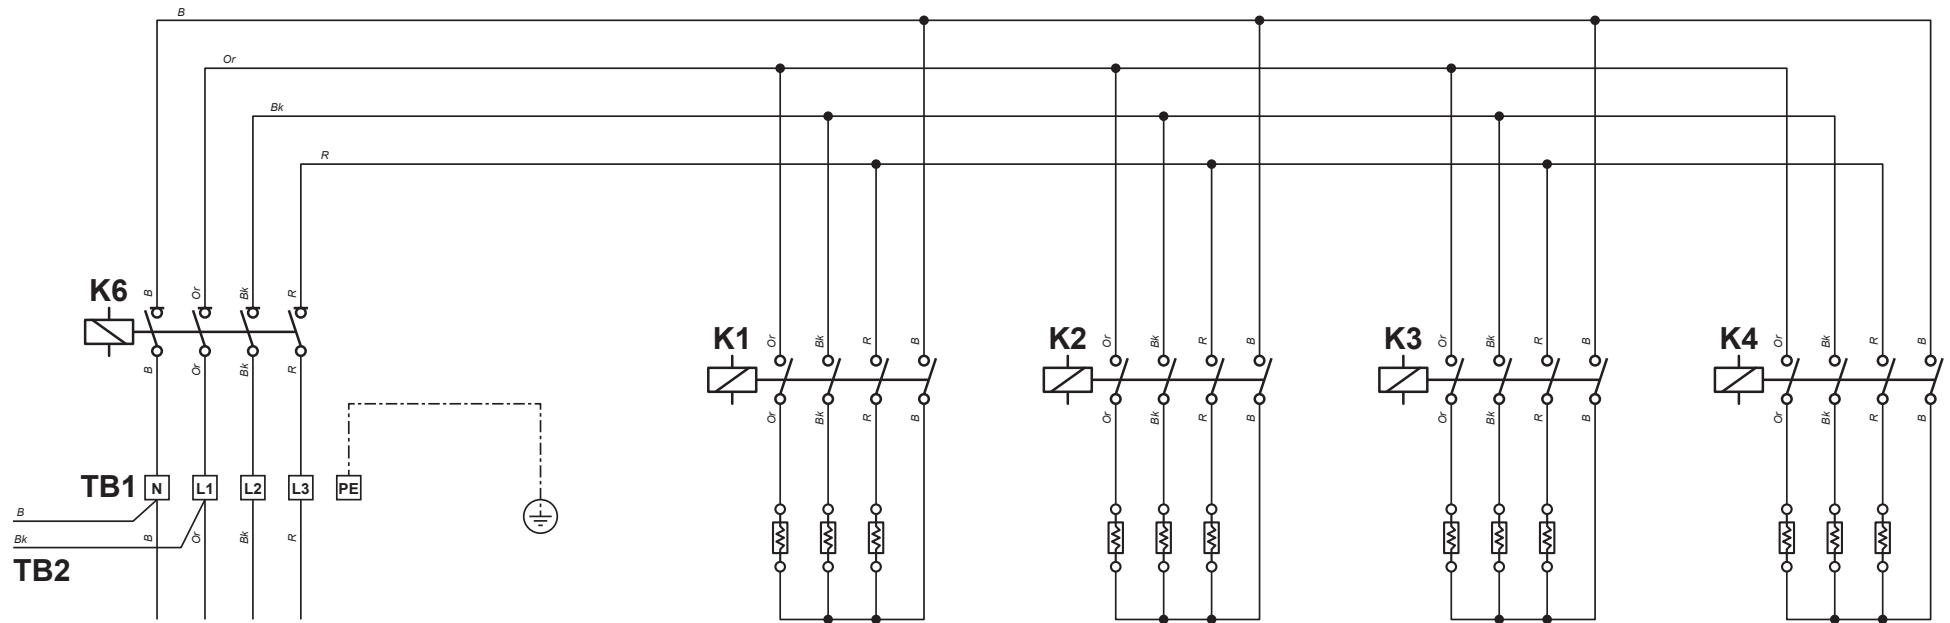 B
Or
Bk
R
K6 B Or Bk R
K1 Or Bk R B
K2 Or Bk R B
K3 Or Bk R B
K4 Or Bk R B
B Or Bk R
Or Bk R B
Or Bk R B
Or Bk R B
Or Bk R B
TB1 N L1 L2 L3 PE
B
Bk
B Or Bk R
TB2